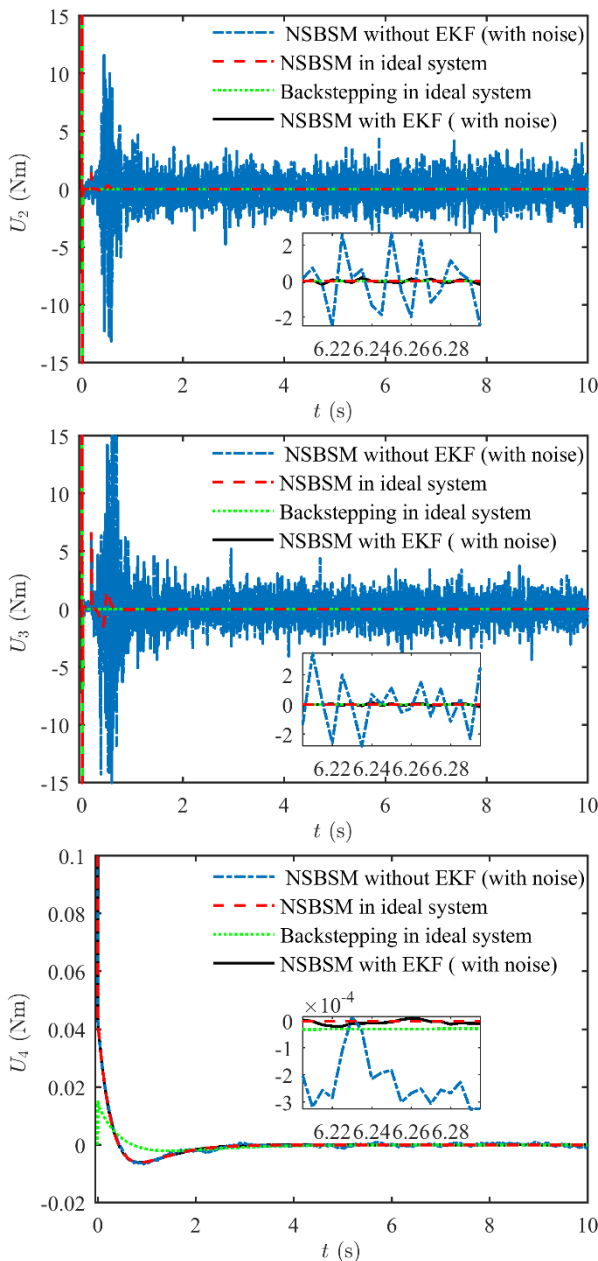 15
NSBSM without EKF (with noise)
NSBSM in ideal system
10
Backstepping in ideal system
NSBSM with EKF ( with noise)
5
U2 (Nm)
0
-5
2
0
-2
6.22 6.24 6.26 6.28
-10
-15
0 2 4 6 8 10
t (s)
15
NSBSM without EKF (with noise)
NSBSM in ideal system
10
Backstepping in ideal system
NSBSM with EKF ( with noise)
5
U3 (Nm)
0
-5
2
0
-2
6.22 6.24 6.26 6.28
-10
-15
0 2 4 6 8 10
t (s)
0.1
NSBSM without EKF (with noise)
NSBSM in ideal system
0.08
Backstepping in ideal system
NSBSM with EKF ( with noise)
0.06
U4 (Nm)
×10-4
0
-1
-2
-3
6.22 6.24 6.26 6.28
0.04
0.02
0
-0.02
0 2 4 6 8 10
t (s)